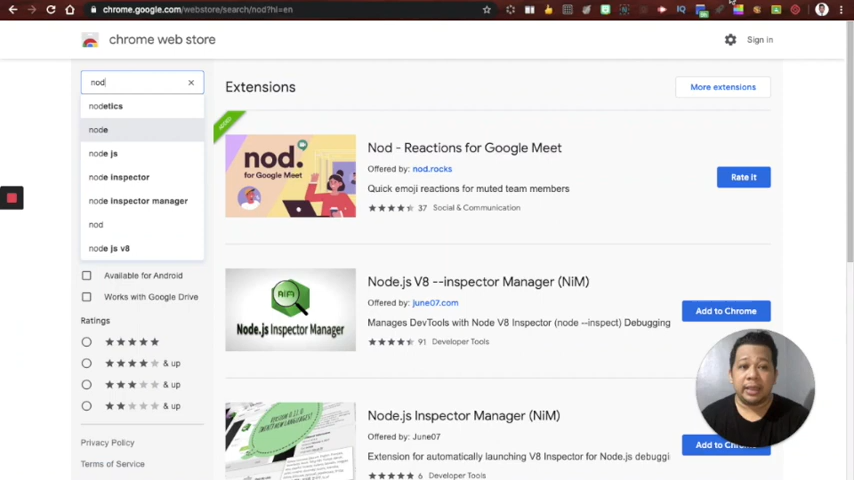 chrome.google.com/webstore/search/nod?hl=en
chrome web store
Sign in
nod
nodetics
node
node js
node inspector
node inspector manager
nod
node js v8
Available for Android
Works with Google Drive
Ratings
& up
& up
& up
Privacy Policy
Terms of Service
Extensions
More extensions
ADDED
nod.
for Google Meet
Nod - Reactions for Google Meet
Offered by: nod.rocks
Quick emoji reactions for muted team members
37 Social & Communication
Rate it
NiM
Node.js Inspector Manager
Node.js V8 --inspector Manager (NiM)
Offered by: june07.com
Manages DevTools with Node V8 Inspector (node --inspect) Debugging
91 Developer Tools
Add to Chrome
Node.js Inspector Manager (NiM)
Offered by: June07
Extension for automatically launching V8 Inspector for Node.js debuggi
6 Developer Tools
Add to Chrome